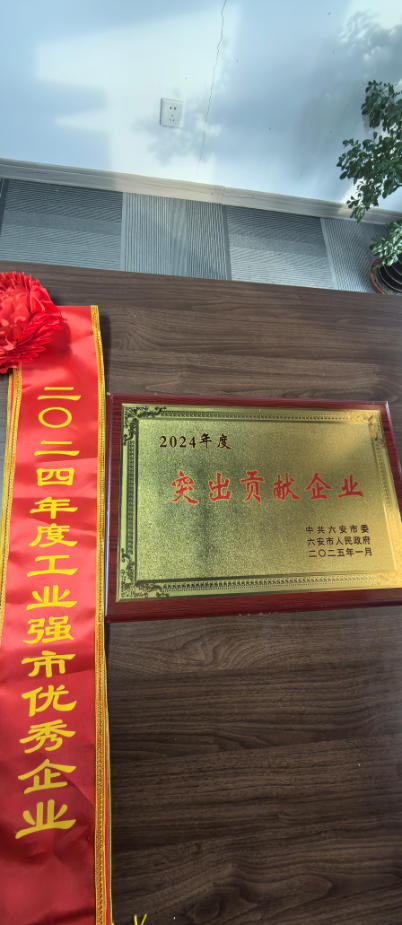 二〇二四年度工业强市优秀企业
2024年度
突出贡献企业
中共六安市委
六安市人民政府
二〇二五年一月